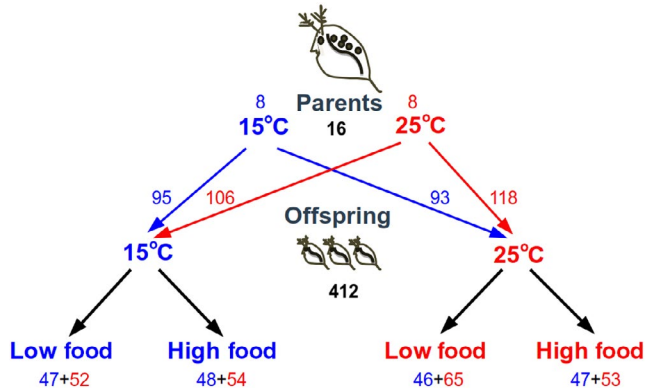 8 Parents 8
15°C 16 25°C
95 106 93 118
Offspring
15°C 25°C
412
Low food High food Low food High food
47+52 48+54 46+65 47+53